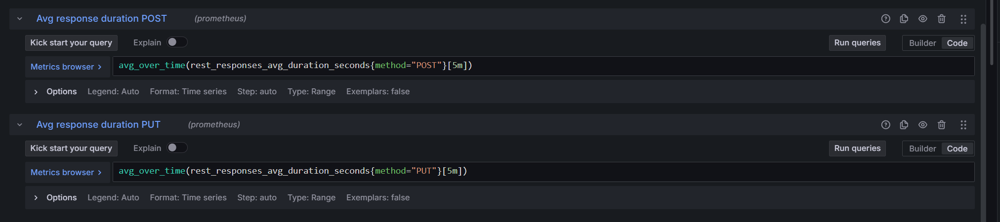 Avg response duration POST (prometheus)
Kick start your query Explain Run queries Builder Code
Metrics browser > avg_over_time(rest_responses_avg_duration_seconds{method="POST"}[5m])
Options Legend: Auto Format: Time series Step: auto Type: Range Exemplars: false
Avg response duration PUT (prometheus)
Kick start your query Explain Run queries Builder Code
Metrics browser > avg_over_time(rest_responses_avg_duration_seconds{method="PUT"}[5m])
Options Legend: Auto Format: Time series Step: auto Type: Range Exemplars: false